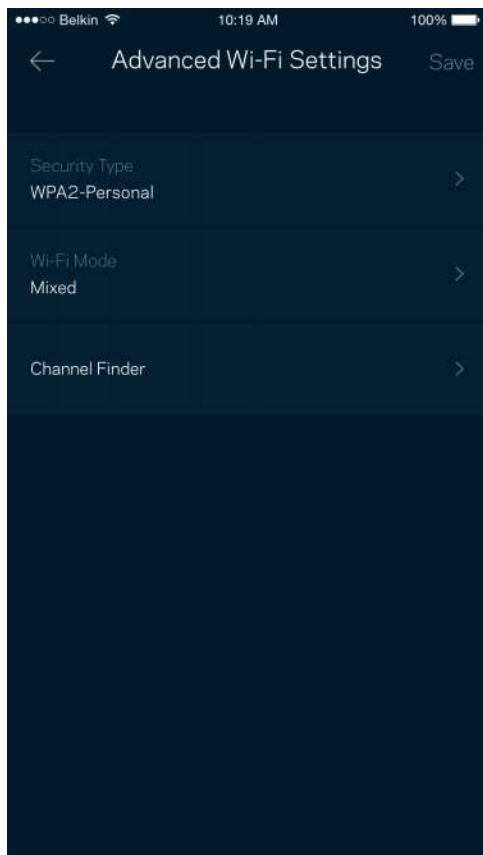 Belkin 10:19 AM 100%
Advanced Wi-Fi Settings Save
Security Type
WPA2-Personal
Wi-Fi Mode
Mixed
Channel Finder